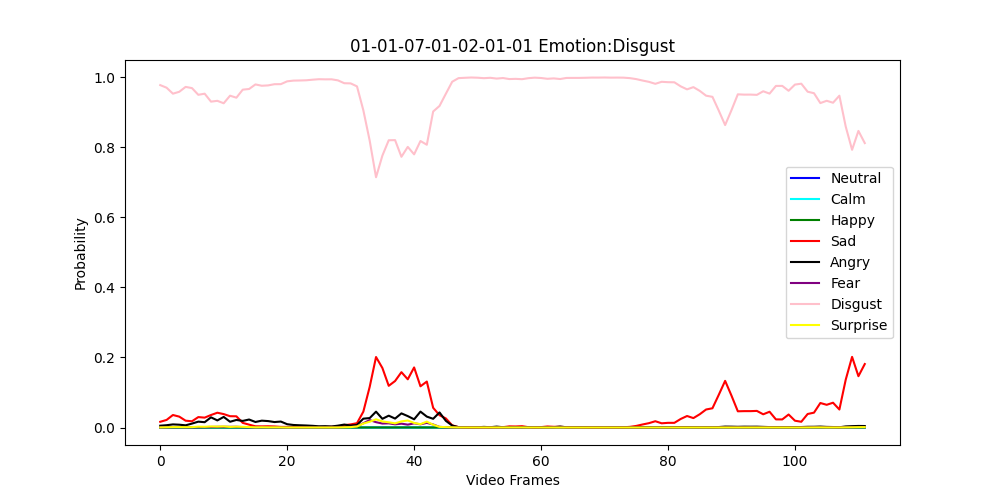 01-01-07-01-02-01-01 Emotion:Disgust
1.0
0.8
0.6
0.4
0.2
0.0
Probability
0 20 40 60 80 100
Video Frames
Neutral
Calm
Happy
Sad
Angry
Fear
Disgust
Surprise